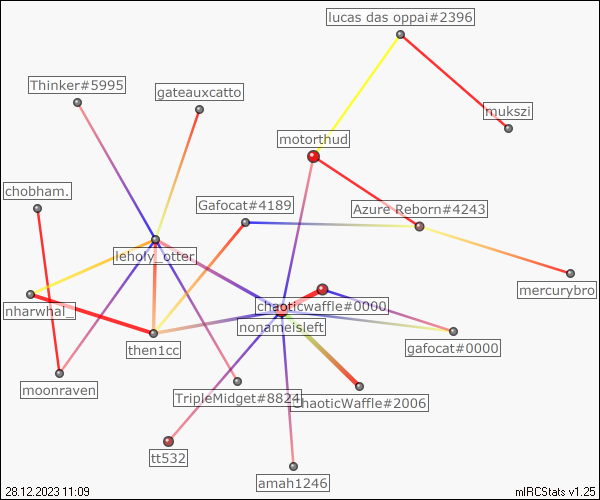 lucas das oppai#2396
Thinker#5995
gateauxcatto
mukszi
motorthud
chobham.
Gafocat#4189
Azure Reborn#4243
leholy_otter_
mercurybro
nharwhal_
chaoticwaffle#0000
nonameisleft
then1cc
gafocat#0000
moonraven
TripleMidget#8824
ChaoticWaffle#2006
tt532
amah1246
28.12.2023 11:09
mIRCStats v1.25